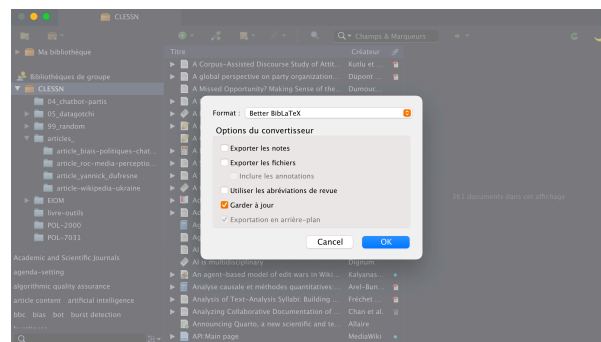 CLESSN
Champs & Marqueurs
Ma bibliothèque
Titre
Créateur
A Corpus-Assisted Discourse Study of Attit...
Kutlu et ...
Bibliothèques de groupe
A global perspective on party organization...
Düpont ...
CLESSN
A Missed Opportunity? Making Sense of the...
Dumouc...
04_chatbot-partis
05_datagotchi
99_random
articles_
article_biais-politiques-chat...
article_roc-media-perceptio...
article_yannick_dufresne
article-wikipedia-ukraine
EIOM
livre-outils
POL-2000
POL-7033
Format :
Better BibLaTeX
Options du convertisseur
Exporter les notes
Exporter les fichiers
Inclure les annotations
Utiliser les abréviations de revue
Garder à jour
Exportation en arrière-plan
Cancel
OK
361 documents dans cet affichage
AI is multidisciplinary
Dignum
Academic and Scientific Journals
An agent-based model of edit wars in Wiki...
Kalyanas...
agenda-setting
Analyse causale et méthodes quantitatives:...
Arel-Bun...
algorithmic quality assurance
Analysis of Text-Analysis Syllabi: Building ...
Fréchet ...
article content
artificial intelligence
Analyzing Collaborative Documentation of ...
Chan et al.
bbc
bias
bot
burst detection
Announcing Quarto, a new scientific and te...
Allaire
API:Main page
MediaWiki